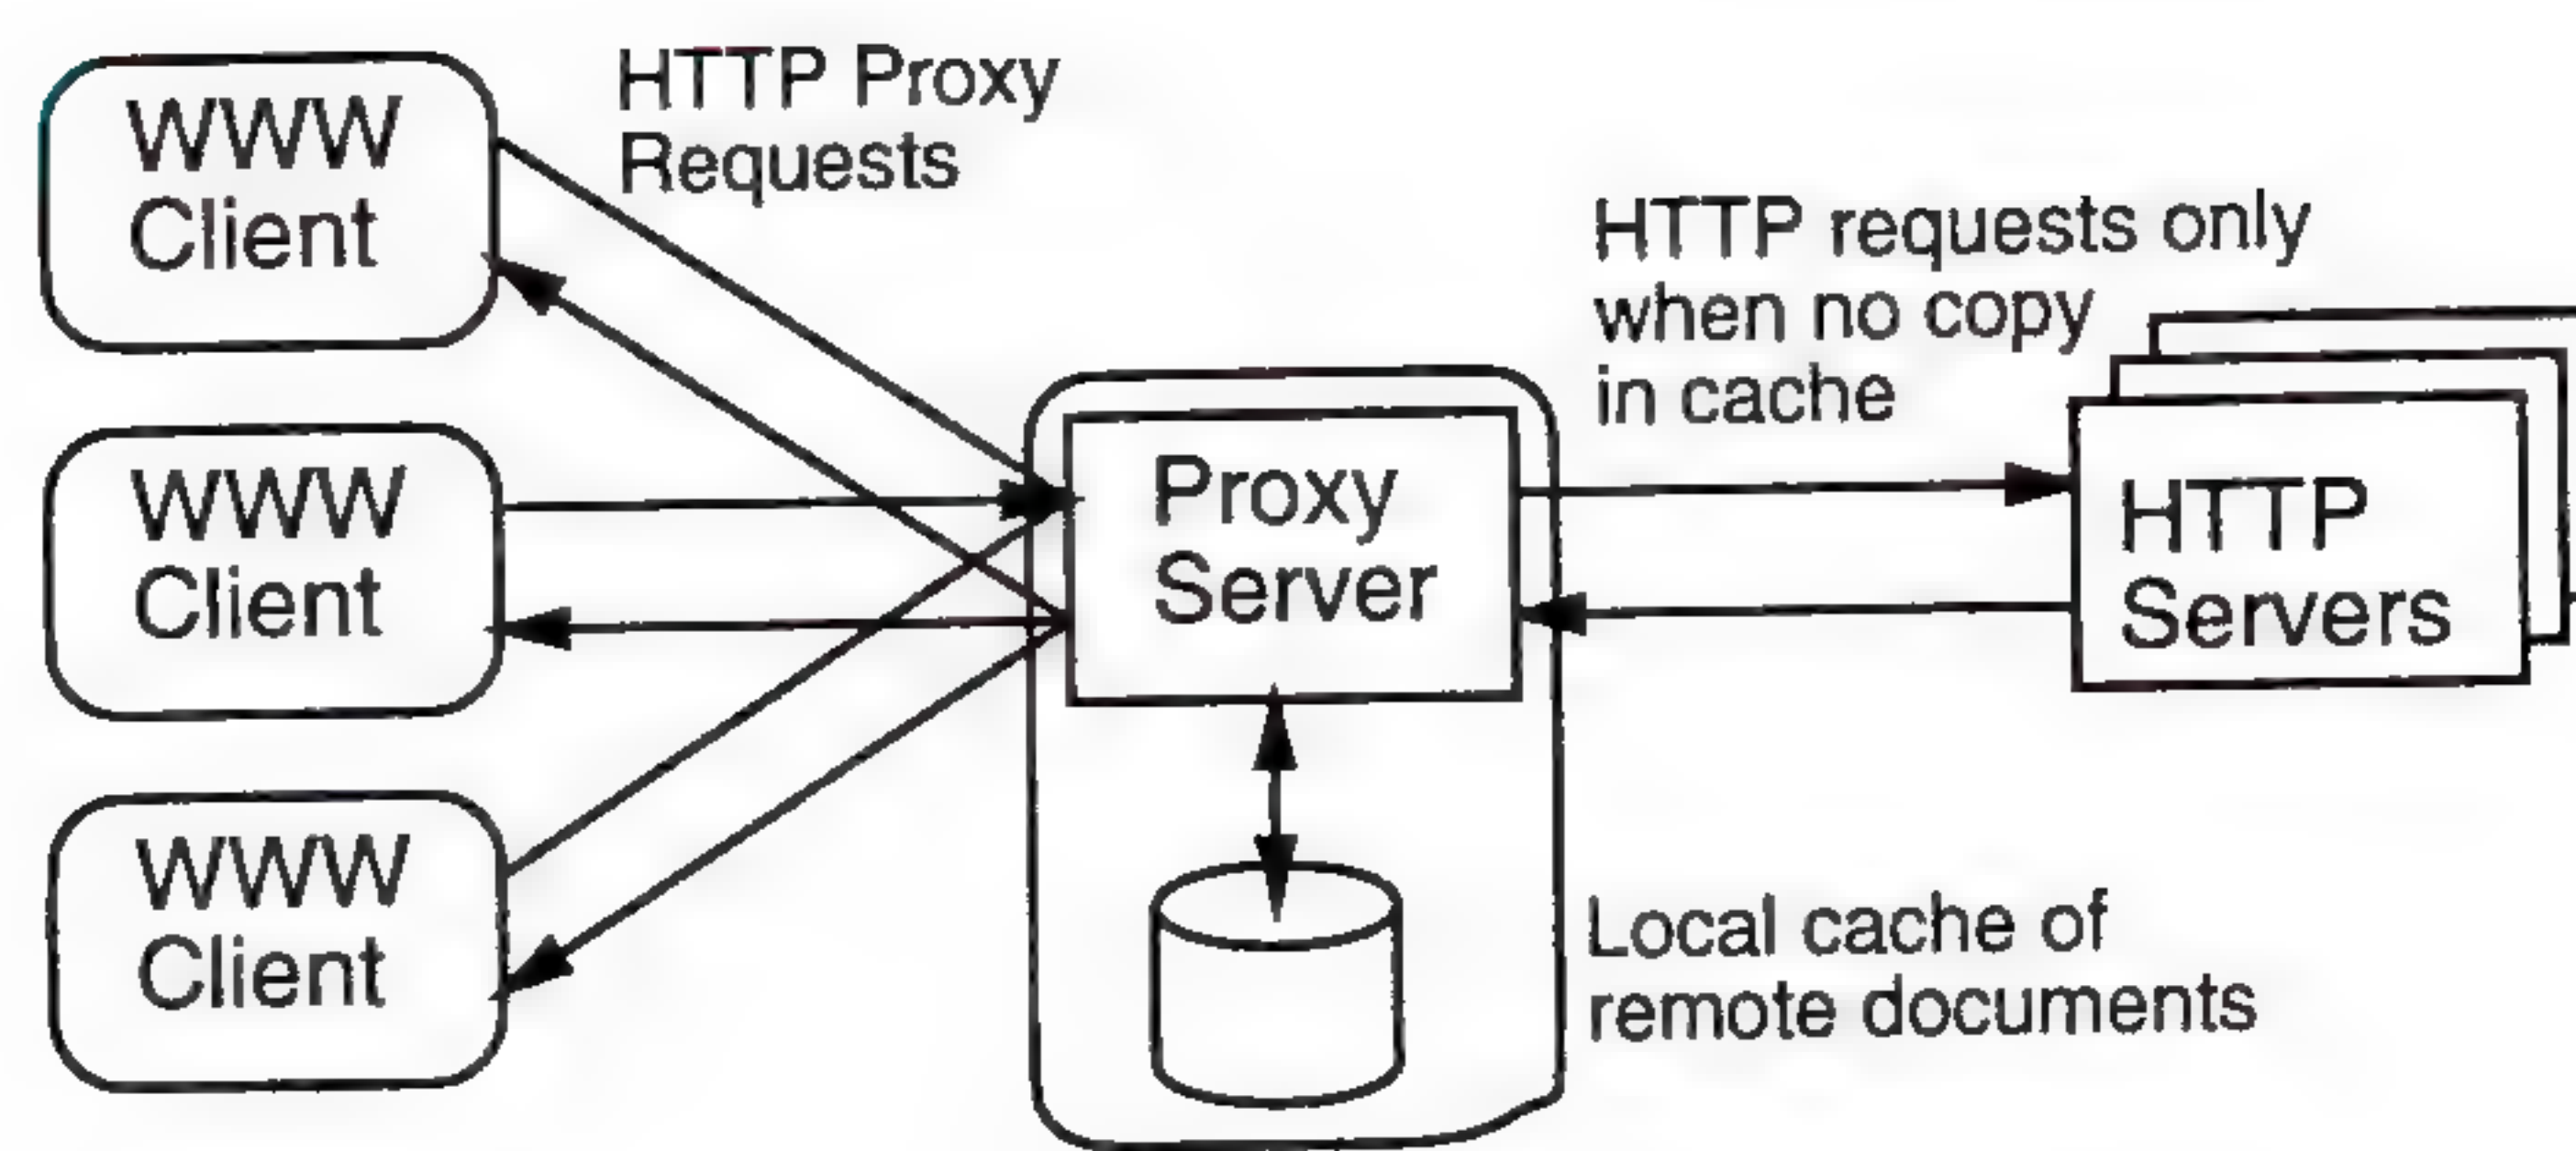 WWW
Client
HTTP Proxy
Requests
WWW
Client
WWW
Client
Proxy
Server
HTTP requests only
when no copy
in cache
HTTP
Servers
Local cache of
remote documents